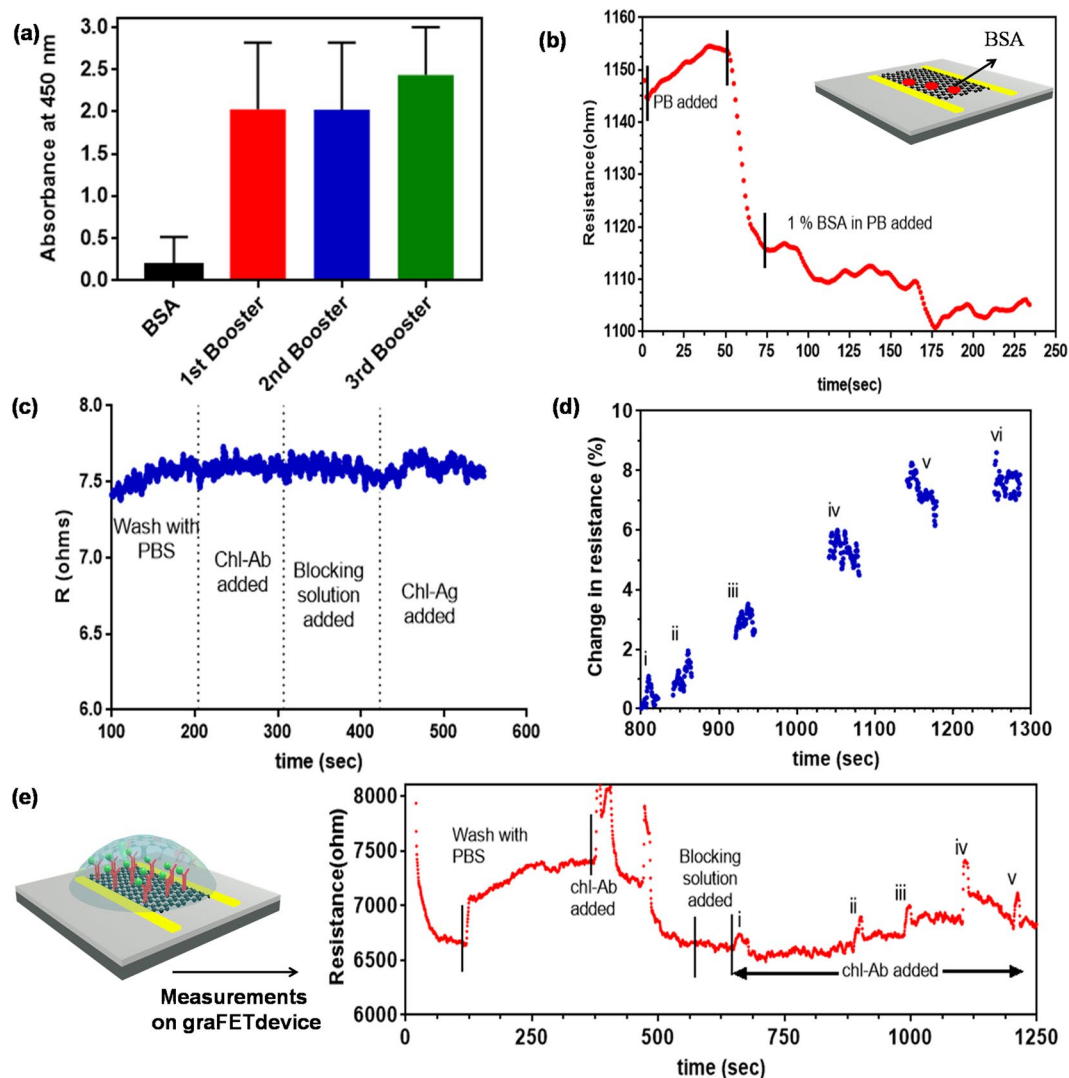 (a)
Absorbance at 450 nm
3.0
2.5
2.0
1.5
1.0
0.5
0.0
BSA
1st Booster
2nd Booster
3rd Booster
(b)
Resistance(ohm)
1160
1150
1140
1130
1120
1110
1100
PB added
1 % BSA in PB added
BSA
0 25 50 75 100 125 150 175 200 225 250
time(sec)
(c)
R (ohms)
8.0
7.5
7.0
6.5
6.0
Wash with
PBS
Chl-Ab
added
Blocking
solution
added
Chl-Ag
added
100 200 300 400 500 600
time (sec)
(d)
Change in resistance (%)
10
8
6
4
2
0
i
ii
iii
iv
v
vi
800 900 1000 1100 1200 1300
time (sec)
(e)
Measurements
on graFETdevice
Resistance(ohm)
8000
7500
7000
6500
6000
Wash with
PBS
chl-Ab
added
Blocking
solution
added
i
ii
iii
iv
v
chl-Ab added
0 250 500 750 1000 1250
time (sec)